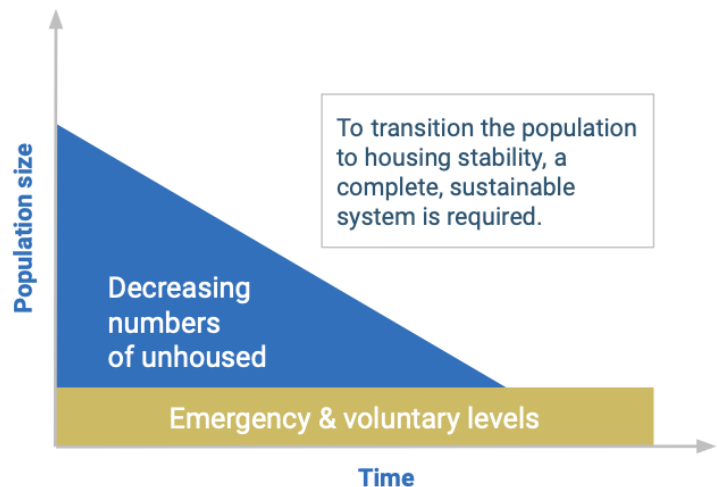 Population size
To transition the population
to housing stability, a
complete, sustainable
system is required.
Decreasing
numbers
of unhoused
Emergency & voluntary levels
Time